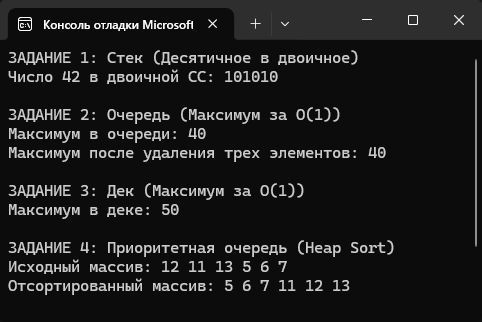 Консоль отладки Microsoft
ЗАДАНИЕ 1: Стек (Десятичное в двоичное)
Число 42 в двоичной СС: 101010
ЗАДАНИЕ 2: Очередь (Максимум за O(1))
Максимум в очереди: 40
Максимум после удаления трех элементов: 40
ЗАДАНИЕ 3: Дек (Максимум за O(1))
Максимум в деке: 50
ЗАДАНИЕ 4: Приоритетная очередь (Heap Sort)
Исходный массив: 12 11 13 5 6 7
Отсортированный массив: 5 6 7 11 12 13